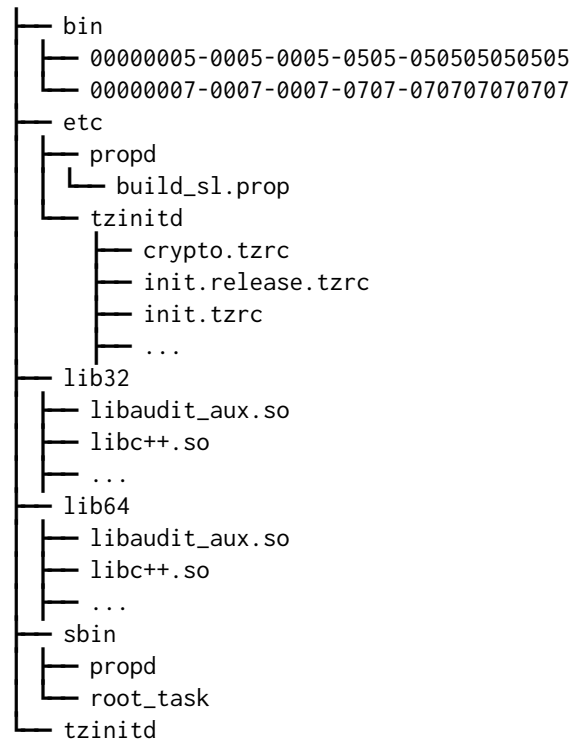 bin
00000005-0005-0005-0505-050505050505
00000007-0007-0007-0707-070707070707
etc
propd
build_sl.prop
tzinitd
crypto.tzrc
init.release.tzrc
init.tzrc
...
lib32
libaudit_aux.so
libc++.so
...
lib64
libaudit_aux.so
libc++.so
...
sbin
propd
root_task
tzinitd